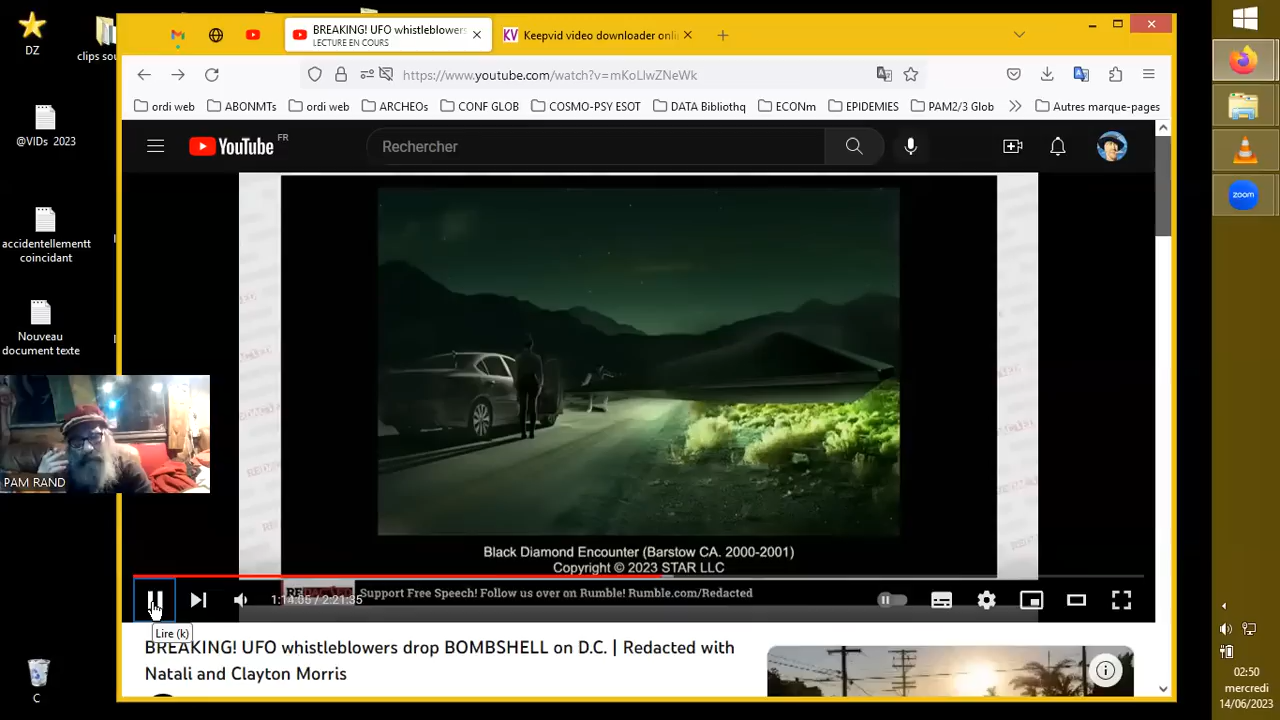 DZ
clips sou
@VIDs 2023
accidentellementt
coincidant
Nouveau
document texte
PAM RAND
C
BREAKING! UFO whistleblowers
LECTURE EN COURS
KV Keepvid video downloader onli
https://www.youtube.com/watch?v=mKoLlwZNeWk
ordi web ABONMTs ordi web ARCHEOs CONF GLOB COSMO-PSY ESOT DATA Bibliothq ECONm EPIDEMIES PAM2/3 Glob Autres marque-pages
YouTube FR
Rechercher
Black Diamond Encounter (Barstow CA. 2000-2001)
Copyright © 2023 STAR LLC
REDACTED Support Free Speech! Follow us over on Rumble! Rumble.com/Redacted
1:14:05 / 2:21:35
Lire (k)
BREAKING! UFO whistleblowers drop BOMBSHELL on D.C. | Redacted with
Natali and Clayton Morris
zoom
02:50
mercredi
14/06/2023